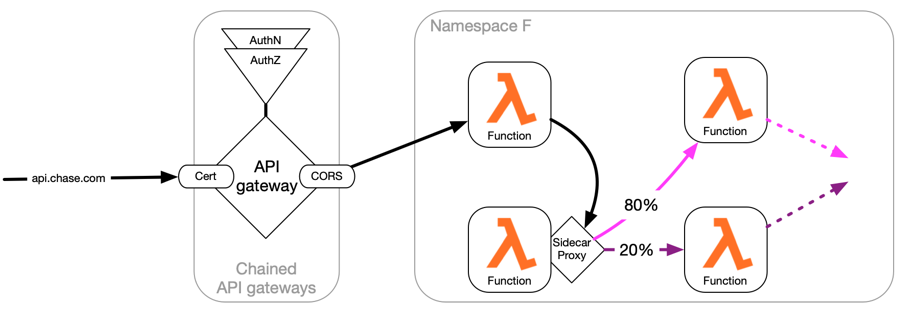 Namespace F
AuthN
AuthZ
λ
Function
λ
Function
api.chase.com
Cert
API
gateway
CORS
80%
λ
Function
Sidecar
Proxy
20%
λ
Function
Chained
API gateways